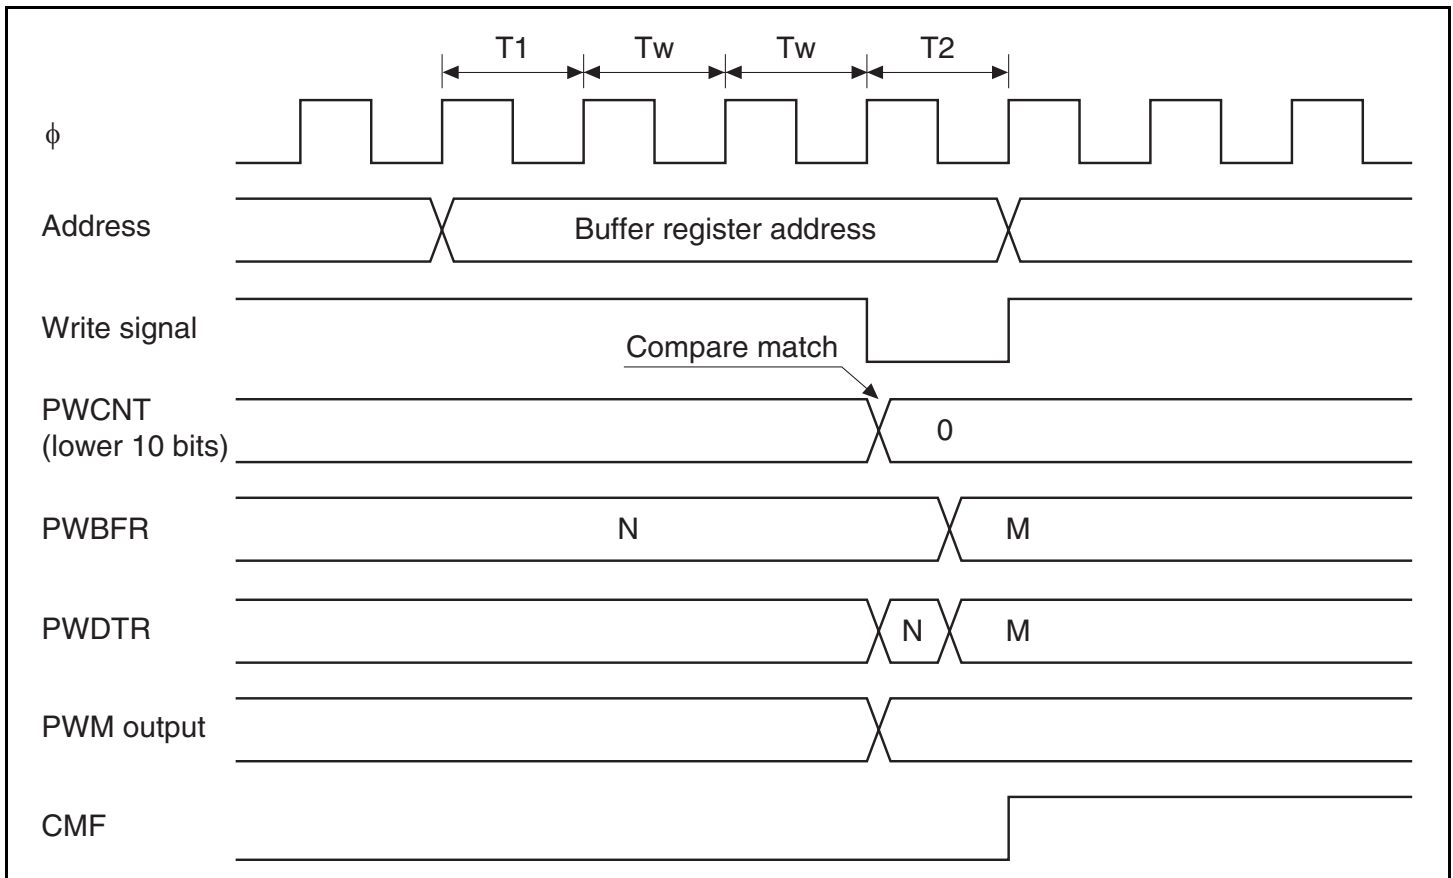 T1 Tw Tw T2
ϕ
Address Buffer register address
Write signal
Compare match
PWCNT
(lower 10 bits) 0
PWBFR N M
PWDTR N M
PWM output
CMF